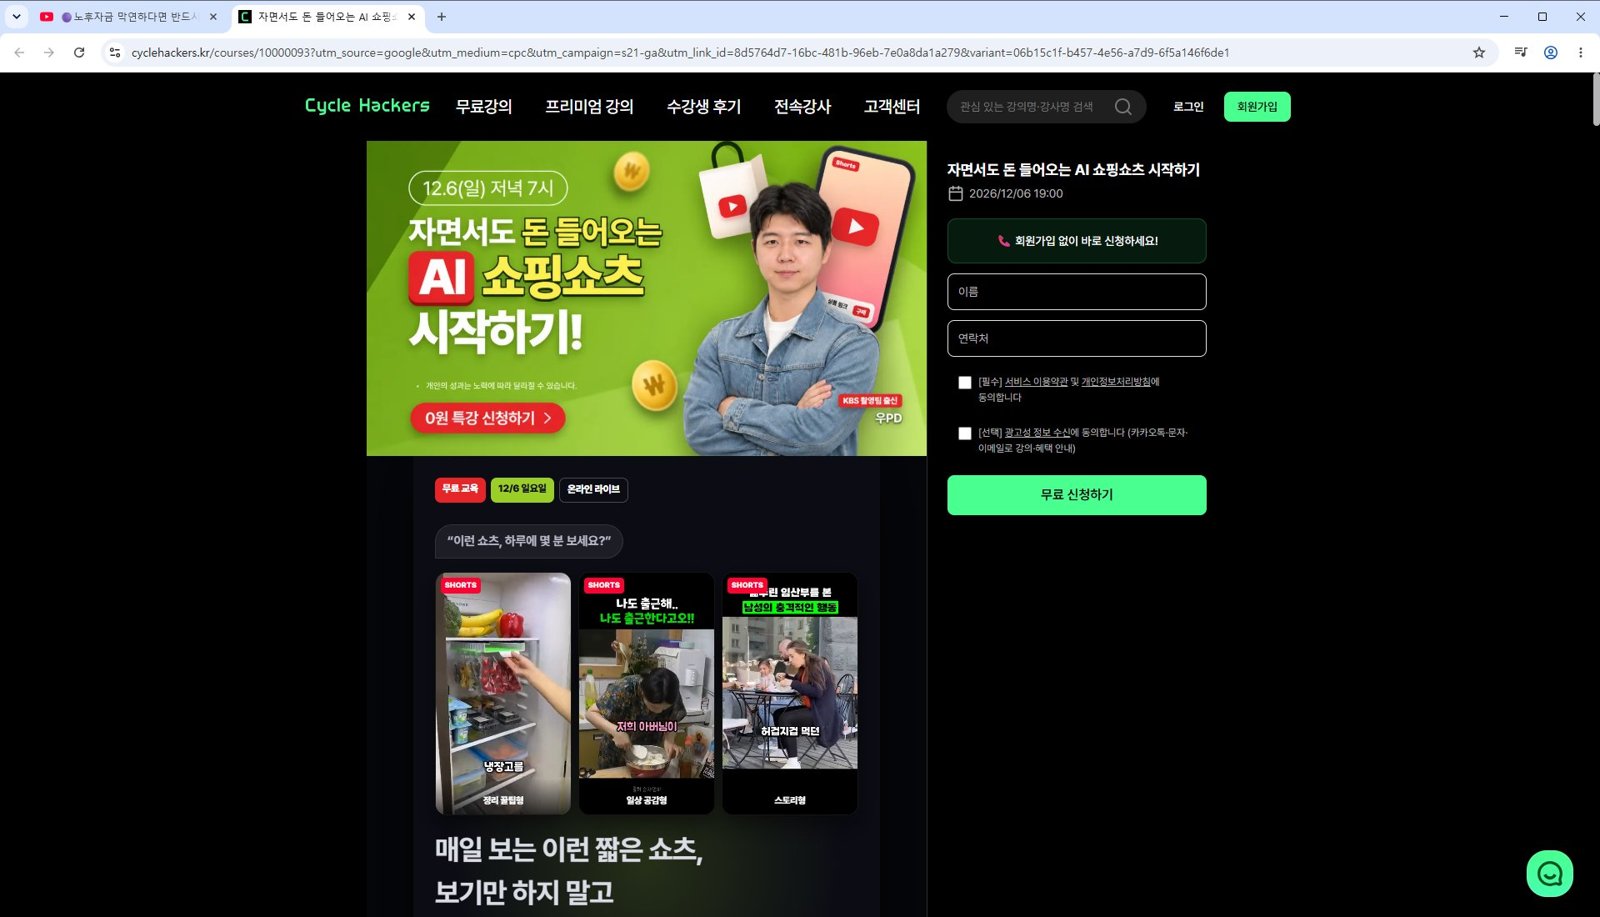 노후자금 막연하다면 반드시
자면서도 돈 들어오는 AI 쇼핑쇼
cyclehackers.kr/courses/10000093?utm_source=google&utm_medium=cpc&utm_campaign=s21-ga&utm_link_id=8d5764d7-16bc-481b-96eb-7e0a8da1a279&variant=06b15c1f-b457-4e56-a7d9-6f5a146f6de1
Cycle Hackers
무료강의
프리미엄 강의
수강생 후기
전속강사
고객센터
관심 있는 강의명·강사명 검색
로그인
회원가입
12.6(일) 저녁 7시
자면서도 돈 들어오는
AI 쇼핑쇼츠
시작하기!
• 개인의 성과는 노력에 따라 달라질 수 있습니다.
0원 특강 신청하기 >
Shorts
상품 링크
구매
KBS 촬영팀 출신
우PD
자면서도 돈 들어오는 AI 쇼핑쇼츠 시작하기
2026/12/06 19:00
회원가입 없이 바로 신청하세요!
이름
연락처
[필수] 서비스 이용약관 및 개인정보처리방침에
동의합니다
[선택] 광고성 정보 수신에 동의합니다 (카카오톡·문자·
이메일로 강의·혜택 안내)
무료 신청하기
무료 교육
12/6 일요일
온라인 라이브
“이런 쇼츠, 하루에 몇 분 보세요?”
SHORTS
냉장고를
정리 꿀팁형
SHORTS
나도 출근해..
나도 출근한다고오!!
저희 아버님이
일상 공감형
SHORTS
임산부를 본
남성의 충격적인 행동
허겁지겁 먹던
스토리형
매일 보는 이런 짧은 쇼츠,
보기만 하지 말고